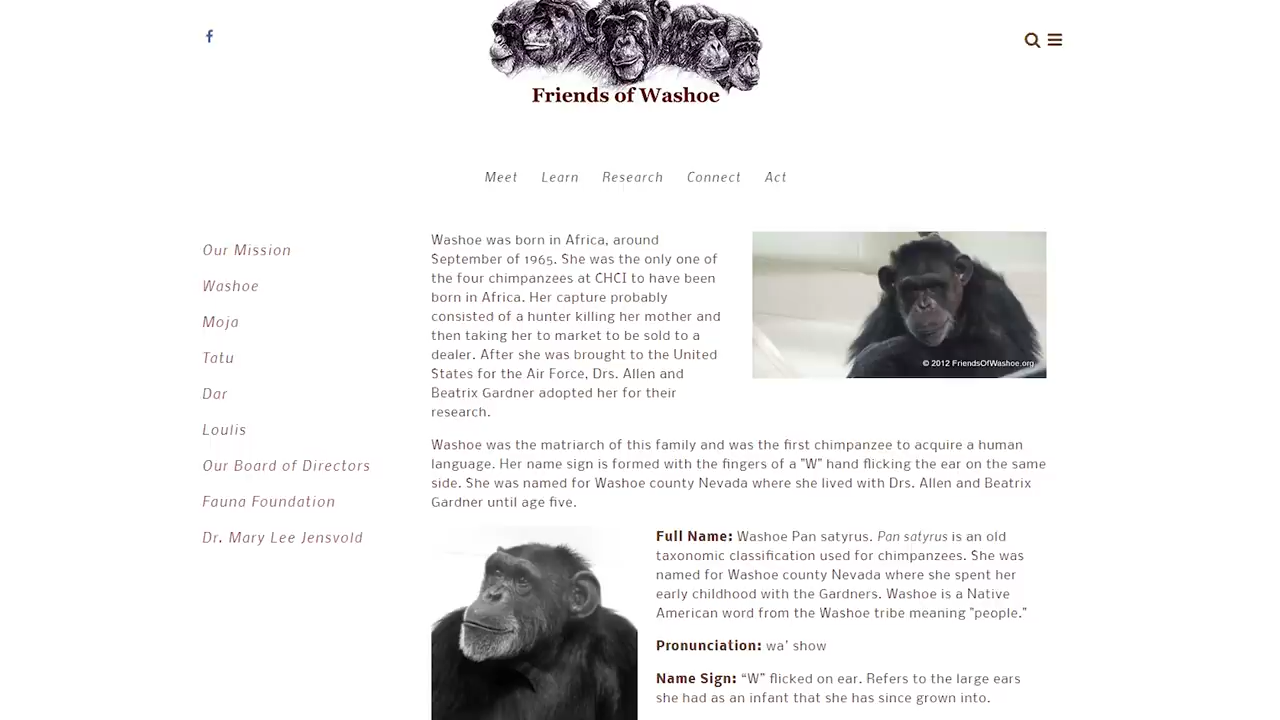 Friends of Washoe
Meet Learn Research Connect Act
Our Mission
Washoe
Moja
Tatu
Dar
Loulis
Our Board of Directors
Fauna Foundation
Dr. Mary Lee Jensvold
Washoe was born in Africa, around
September of 1965. She was the only one of
the four chimpanzees at CHCI to have been
born in Africa. Her capture probably
consisted of a hunter killing her mother and
then taking her to market to be sold to a
dealer. After she was brought to the United
States for the Air Force, Drs. Allen and
Beatrix Gardner adopted her for their
research.
© 2012 FriendsOfWashoe.org
Washoe was the matriarch of this family and was the first chimpanzee to acquire a human
language. Her name sign is formed with the fingers of a "W" hand flicking the ear on the same
side. She was named for Washoe county Nevada where she lived with Drs. Allen and Beatrix
Gardner until age five.
Full Name: Washoe Pan satyrus. Pan satyrus is an old
taxonomic classification used for chimpanzees. She was
named for Washoe county Nevada where she spent her
early childhood with the Gardners. Washoe is a Native
American word from the Washoe tribe meaning "people."
Pronunciation: wa' show
Name Sign: “W” flicked on ear. Refers to the large ears
she had as an infant that she has since grown into.